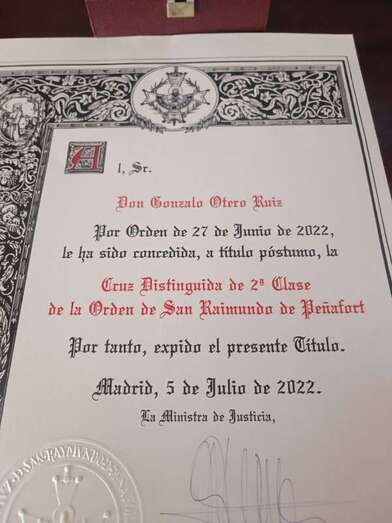 Al, Sr.
Don Gonzalo Otero Ruiz
Por Orden de 27 de Junio de 2022,
le ha sido concedida, a título póstumo, la
Cruz Distinguida de 2ª Clase
de la Orden de San Raimundo de Peñafort
Por tanto, expido el presente Título.
Madrid, 5 de Julio de 2022.
La Ministra de Justicia,